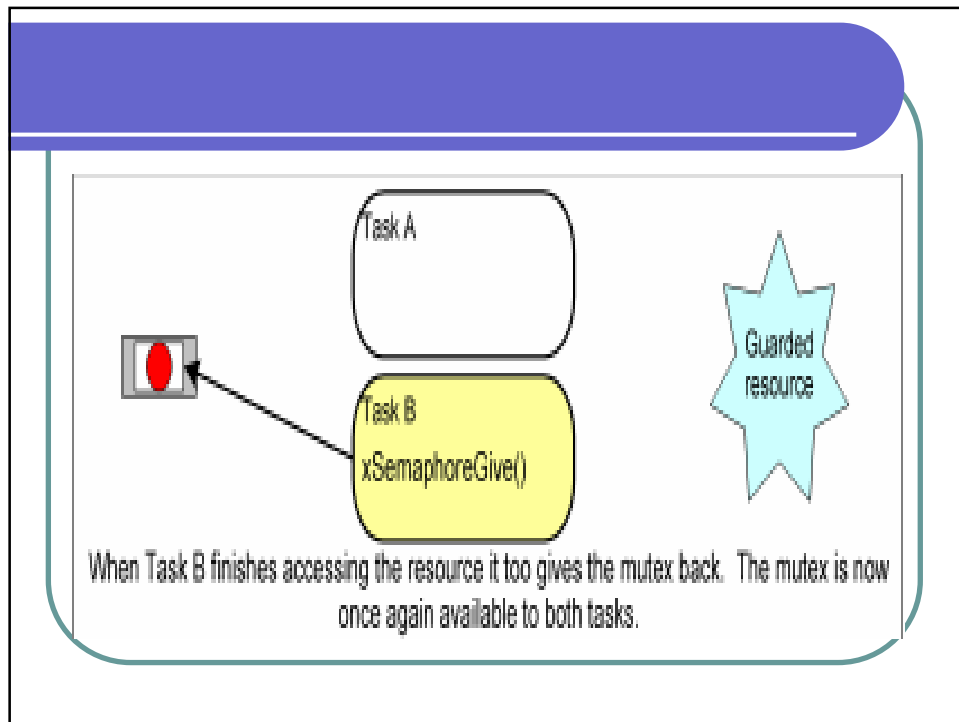 Task A
Guarded
resource
Task B
xSemaphoreGive()
When Task B finishes accessing the resource it too gives the mutex back.  The mutex is now
once again available to both tasks.